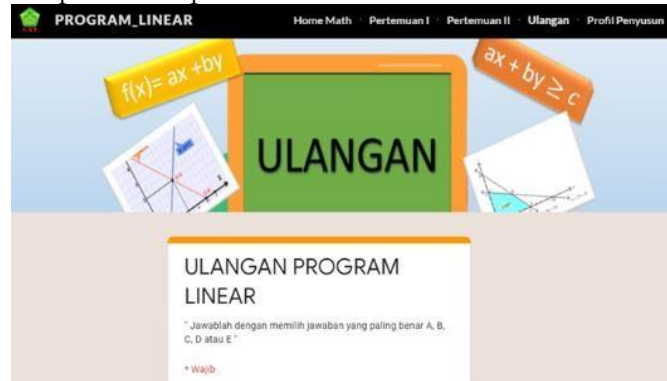 PROGRAM_LINEAR
Home Math · Pertemuan I · Pertemuan II · Ulangan · Profil Penyusun
f(x)= ax +by
ax + by ≥ c
ULANGAN
ULANGAN PROGRAM
LINEAR
" Jawablah dengan memilih jawaban yang paling benar A, B,
C, D atau E "
* Wajib